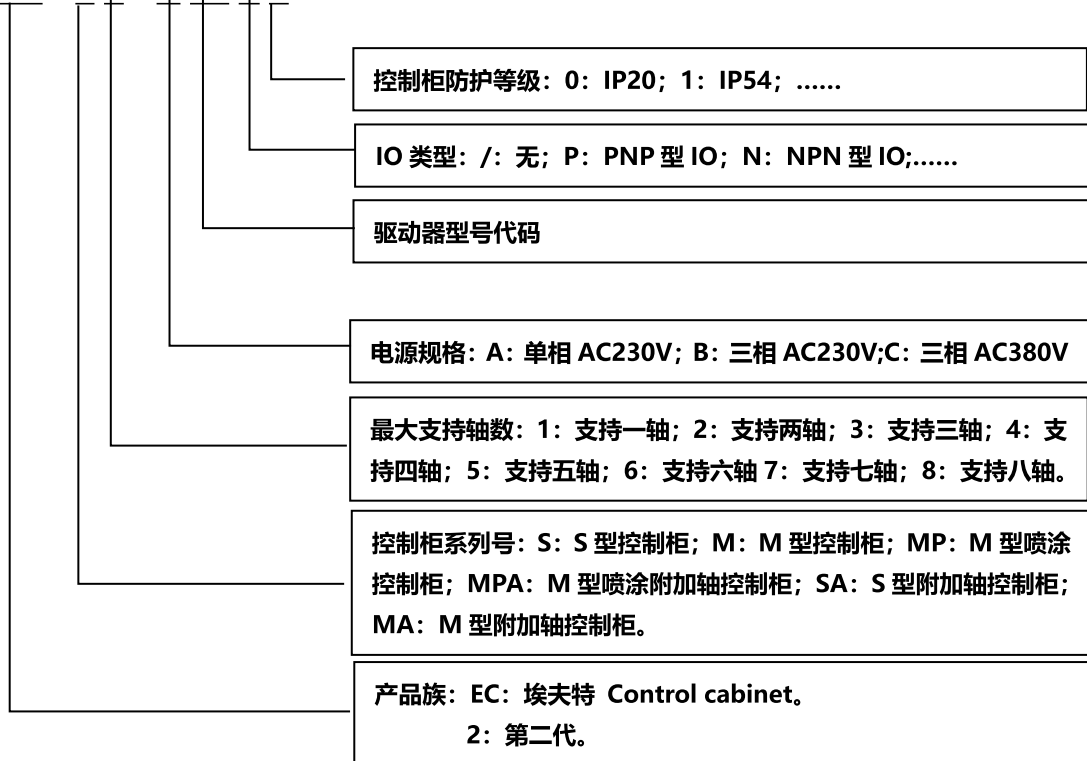 控制柜防护等级：0：IP20；1：IP54；......
IO 类型：/：无；P：PNP 型 IO；N：NPN 型 IO;......
驱动器型号代码
电源规格：A：单相 AC230V；B：三相 AC230V;C：三相 AC380V
最大支持轴数：1：支持一轴；2：支持两轴；3：支持三轴；4：支
持四轴；5：支持五轴；6：支持六轴 7：支持七轴；8：支持八轴。
控制柜系列号：S：S 型控制柜；M：M 型控制柜；MP：M 型喷涂
控制柜；MPA：M 型喷涂附加轴控制柜；SA：S 型附加轴控制柜；
MA：M 型附加轴控制柜。
产品族：EC：埃夫特 Control cabinet。
2：第二代。